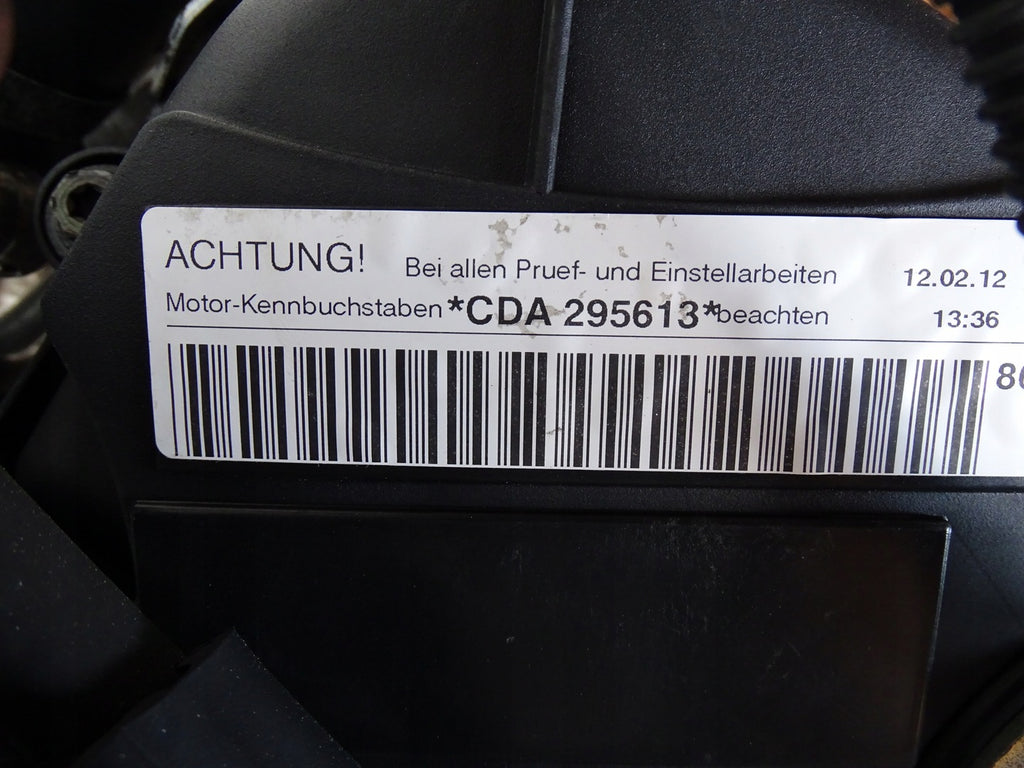 ACHTUNG! Bei allen Pruef- und Einstellarbeiten 12.02.12
Motor-Kennbuchstaben *CDA 295613* beachten 13:36